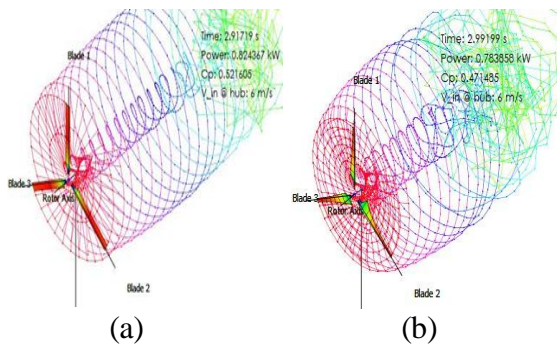 Time: 2.91719 s
Power: 0.824367 kW
Cp: 0.521605
V_in @ hub: 6 m/s
Blade 1
Blade 3
Rotor Axis
Blade 2
(a)
Time: 2.99199 s
Power: 0.783858 kW
Cp: 0.471485
V_in @ hub: 6 m/s
Blade 1
Blade 3
Rotor Axis
Blade 2
(b)